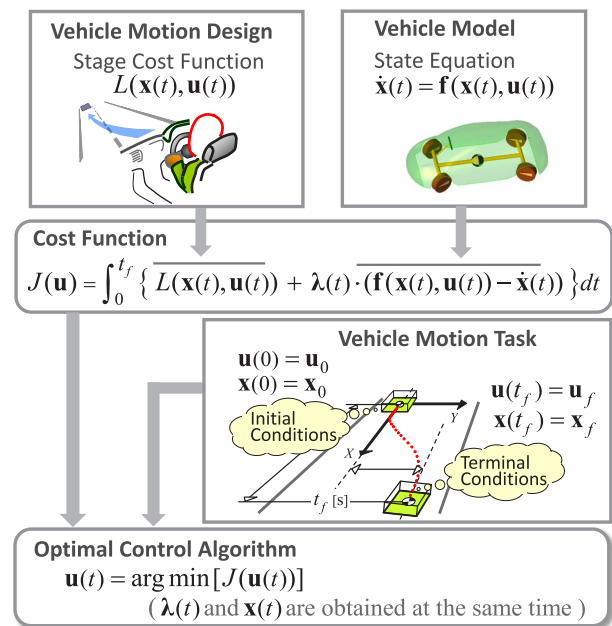 Vehicle Motion Design
Stage Cost Function
L(𝐱(t), 𝐮(t))
Vehicle Model
State Equation
𝐱̇(t) = 𝐟(𝐱(t), 𝐮(t))
Cost Function
J(𝐮) = ∫₀^{t_f} { L(𝐱(t), 𝐮(t)) + 𝛌(t)·(𝐟(𝐱(t), 𝐮(t)) − 𝐱̇(t)) } dt
Vehicle Motion Task
𝐮(0) = 𝐮₀
𝐱(0) = 𝐱₀
𝐮(t_f) = 𝐮_f
𝐱(t_f) = 𝐱_f
Initial
Conditions
Y
X
Terminal
Conditions
t_f [s]
Optimal Control Algorithm
𝐮(t) = arg min [J(𝐮(t))]
( 𝛌(t) and 𝐱(t) are obtained at the same time )